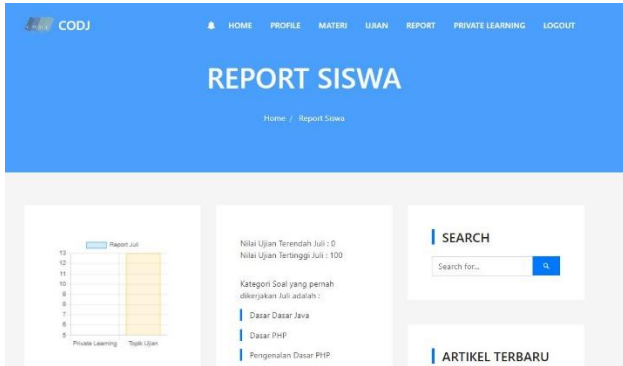 CODJ
HOME PROFILE MATERI UJIAN REPORT PRIVATE LEARNING LOGOUT
REPORT SISWA
Home / Report Siswa
Report Juli
13
12
11
10
9
8
7
6
5
Private Learning Topik Ujian
Nilai Ujian Terendah Juli : 0
Nilai Ujian Tertinggi Juli : 100
Kategori Soal yang pernah
dikerjakan Juli adalah :
Dasar Dasar Java
Dasar PHP
Pengenalan Dasar PHP
SEARCH
Search for...
ARTIKEL TERBARU